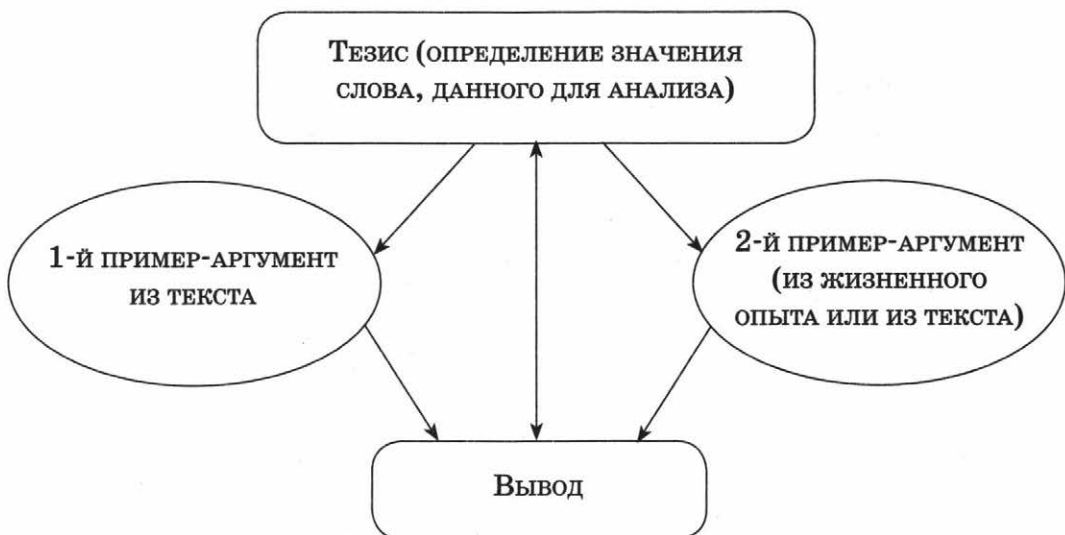 Тезис (определение значения
слова, данного для анализа)
1-й пример-аргумент
из текста
2-й пример-аргумент
(из жизненного
опыта или из текста)
Вывод